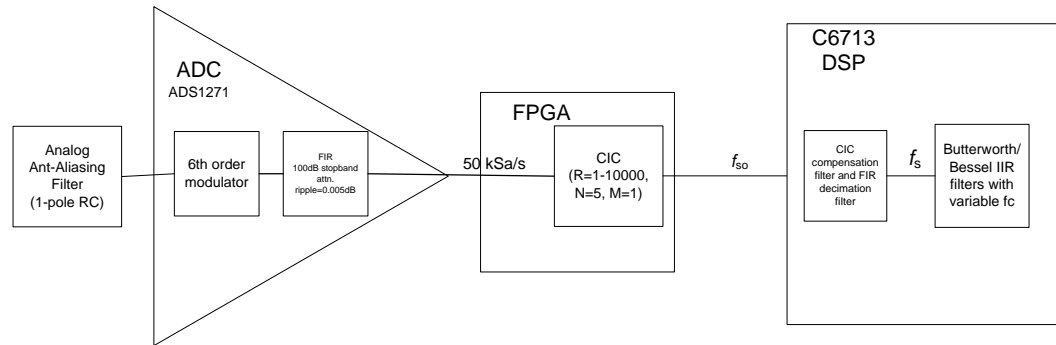 Analog
Ant-Aliasing
Filter
(1-pole RC)
ADC
ADS1271
6th order
modulator
FIR
100dB stopband
attn.
ripple=0.005dB
50 kSa/s
FPGA
CIC
(R=1-10000,
N=5, M=1)
fso
C6713
DSP
CIC
compensation
filter and FIR
decimation
filter
fs
Butterworth/
Bessel IIR
filters with
variable fc